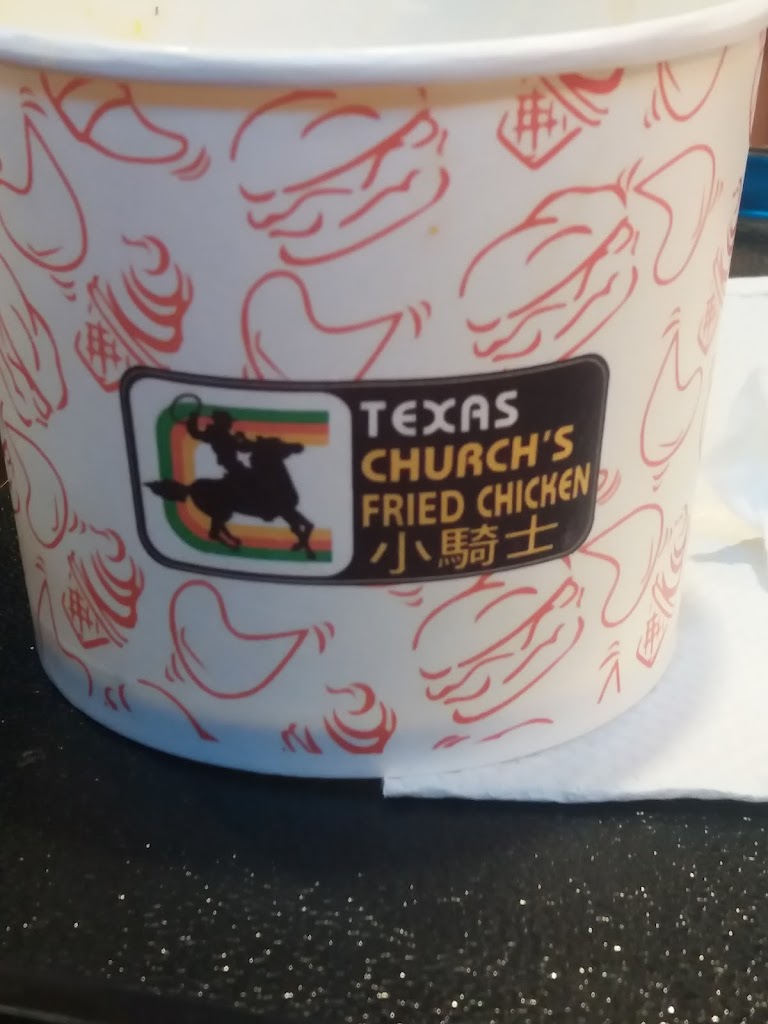 TEXAS
CHURCH'S
FRIED CHICKEN
小騎士